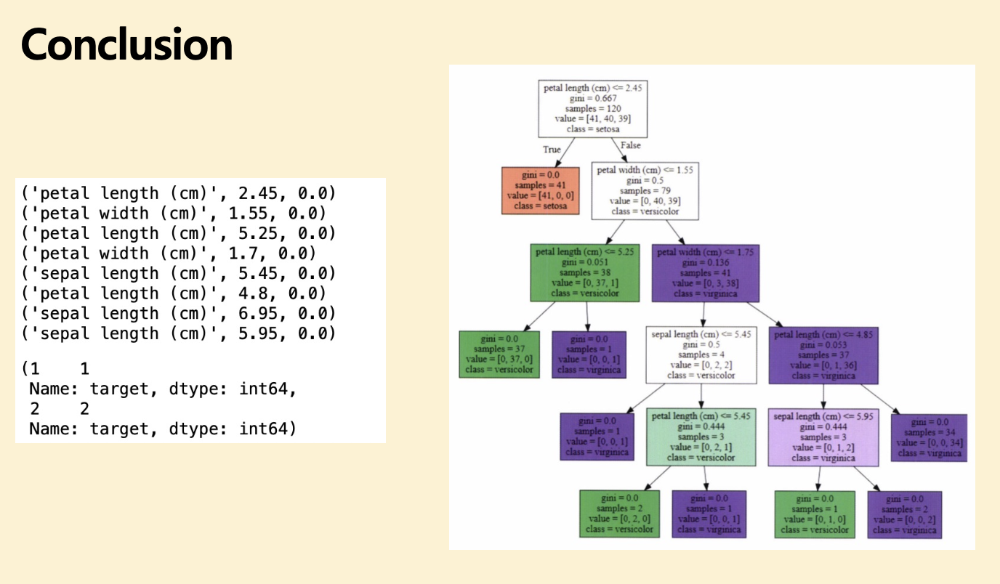 Conclusion
('petal length (cm)', 2.45, 0.0)
('petal width (cm)', 1.55, 0.0)
('petal length (cm)', 5.25, 0.0)
('petal width (cm)', 1.7, 0.0)
('sepal length (cm)', 5.45, 0.0)
('petal length (cm)', 4.8, 0.0)
('sepal length (cm)', 6.95, 0.0)
('sepal length (cm)', 5.95, 0.0)
(1    1
Name: target, dtype: int64,
2    2
Name: target, dtype: int64)
petal length (cm) <= 2.45
gini = 0.667
samples = 120
value = [41, 40, 39]
class = setosa
True
False
gini = 0.0
samples = 41
value = [41, 0, 0]
class = setosa
petal width (cm) <= 1.55
gini = 0.5
samples = 79
value = [0, 40, 39]
class = versicolor
petal length (cm) <= 5.25
gini = 0.051
samples = 38
value = [0, 37, 1]
class = versicolor
petal width (cm) <= 1.75
gini = 0.136
samples = 41
value = [0, 3, 38]
class = virginica
gini = 0.0
samples = 37
value = [0, 37, 0]
class = versicolor
gini = 0.0
samples = 1
value = [0, 0, 1]
class = virginica
sepal length (cm) <= 5.45
gini = 0.5
samples = 4
value = [0, 2, 2]
class = versicolor
petal length (cm) <= 4.85
gini = 0.053
samples = 37
value = [0, 1, 36]
class = virginica
gini = 0.0
samples = 1
value = [0, 0, 1]
class = virginica
petal length (cm) <= 5.45
gini = 0.444
samples = 3
value = [0, 2, 1]
class = versicolor
sepal length (cm) <= 5.95
gini = 0.444
samples = 3
value = [0, 1, 2]
class = virginica
gini = 0.0
samples = 34
value = [0, 0, 34]
class = virginica
gini = 0.0
samples = 2
value = [0, 2, 0]
class = versicolor
gini = 0.0
samples = 1
value = [0, 0, 1]
class = virginica
gini = 0.0
samples = 1
value = [0, 1, 0]
class = versicolor
gini = 0.0
samples = 2
value = [0, 0, 2]
class = virginica